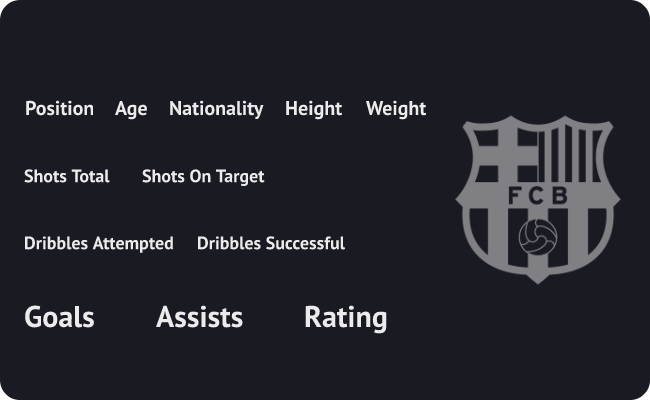 Position Age Nationality Height Weight
Shots Total Shots On Target
FCB
Dribbles Attempted Dribbles Successful
Goals Assists Rating